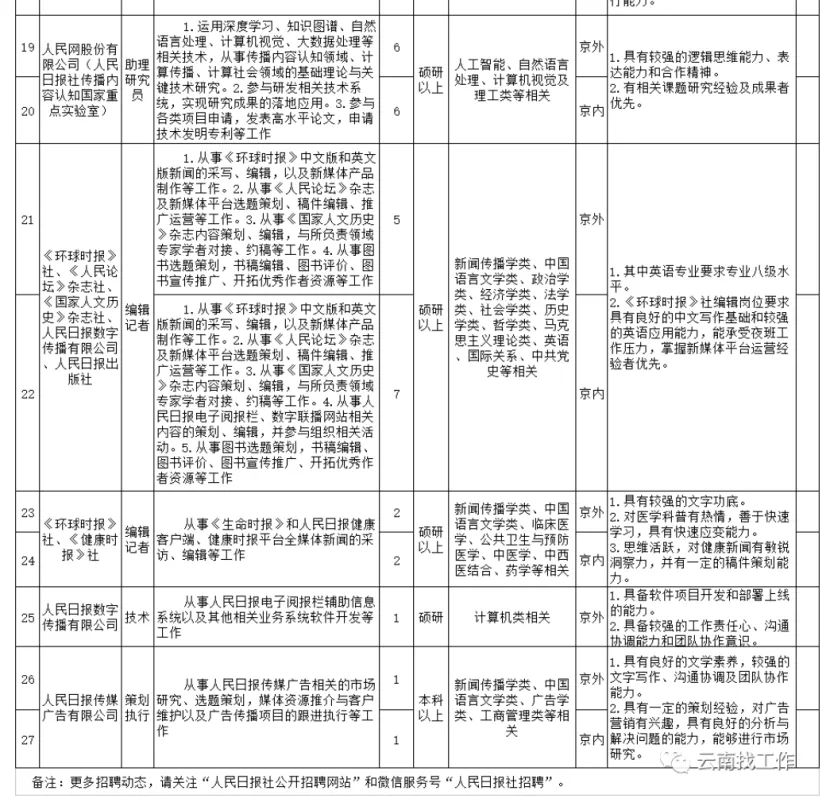 行能力。
19
人民网股份有
限公司（人民
日报社传播内
容认知国家重
点实验室）
20
助理
研究
员
1.运用深度学习、知识图谱、自然
语言处理、计算机视觉、大数据处理等
相关技术，从事传播内容认知领域、计
算传播、计算社会领域的基础理论与关
键技术研究。2.参与研发相关技术系
统，实现研究成果的落地应用。3.参与
各类项目申请，发表高水平论文，申请
技术发明专利等工作
6
6
硕研
以上
人工智能、自然语言
处理、计算机视觉及
理工类等相关
京外
京内
1.具有较强的逻辑思维能力、表
达能力和合作精神。
2.有相关课题研究经验及成果者
优先。
21
22
《环球时报》
社、《人民论
坛》杂志社、
《国家人文历
史》杂志社、
人民日报数字
传播有限公司
、人民日报出
版社
编辑
记者
1.从事《环球时报》中文版和英文
版新闻的采写、编辑，以及新媒体产品
制作等工作。2.从事《人民论坛》杂志
及新媒体平台选题策划、稿件编辑、推
广运营等工作。3.从事《国家人文历史
》杂志内容策划、编辑，与所负责领域
专家学者对接、约稿等工作。4.从事图
书选题策划，书稿编辑、图书评价、图
书宣传推广、开拓优秀作者资源等工作
5
1.从事《环球时报》中文版和英文
版新闻的采写、编辑，以及新媒体产品
制作等工作。2.从事《人民论坛》杂志
及新媒体平台选题策划、稿件编辑、推
广运营等工作。3.从事《国家人文历史
》杂志内容策划、编辑，与所负责领域
专家学者对接、约稿等工作。4.从事人
民日报电子阅报栏、数字联播网站相关
内容的策划、编辑，并参与组织相关活
动。5.从事图书选题策划，书稿编辑、
图书评价、图书宣传推广、开拓优秀作
者资源等工作
7
硕研
以上
新闻传播学类、中国
语言文学类、政治学
类、经济学类、法学
类、社会学类、历史
学类、哲学类、马克
思主义理论类、英语
、国际关系、中共党
史等相关
京外
京内
1.其中英语专业要求专业八级水
平。
2.《环球时报》社编辑岗位要求
具有良好的中文写作基础和较强
的英语应用能力，能承受夜班工
作压力，掌握新媒体平台运营经
验者优先。
23
24
《环球时报》
社、《健康时
报》社
编辑
记者
从事《生命时报》和人民日报健康
客户端、健康时报平台全媒体新闻的采
访、编辑等工作
2
2
硕研
以上
新闻传播学类、中国
语言文学类、临床医
学、公共卫生与预防
医学、中医学、中西
医结合、药学等相关
京外
京内
1.具有较强的文字功底。
2.对医学科普有热情，善于快速
学习，具有快速应变能力。
3.思维活跃，对健康新闻有敏锐
洞察力，并有一定的稿件策划能
力。
25
人民日报数字
传播有限公司
技术
从事人民日报电子阅报栏辅助信息
系统以及其他相关业务系统软件开发等
工作
1
硕研
计算机类相关
京外
1.具备软件项目开发和部署上线
的能力。
2.具备较强的工作责任心、沟通
协调能力和团队协作意识。
26
27
人民日报传媒
广告有限公司
策划
执行
从事人民日报传媒广告相关的市场
研究、选题策划，媒体资源推介与客户
维护以及广告传播项目的跟进执行等工
作
1
1
本科
以上
新闻传播学类、中国
语言文学类、广告学
类、工商管理类等相
关
京外
京内
1.具有良好的文学素养，较强的
文字写作、沟通协调及团队协作
能力。
2.具有一定的策划经验，对广告
营销有兴趣，具有良好的分析与
解决问题的能力，能够进行市场
研究。
云南找工作
备注：更多招聘动态，请关注“人民日报社公开招聘网站”和微信服务号“人民日报社招聘”。